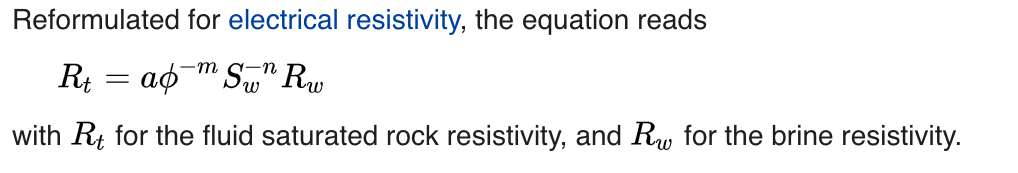 Reformulated for electrical resistivity, the equation reads
R_t = aϕ^{-m} S_w^{-n} R_w
with R_t for the fluid saturated rock resistivity, and R_w for the brine resistivity.